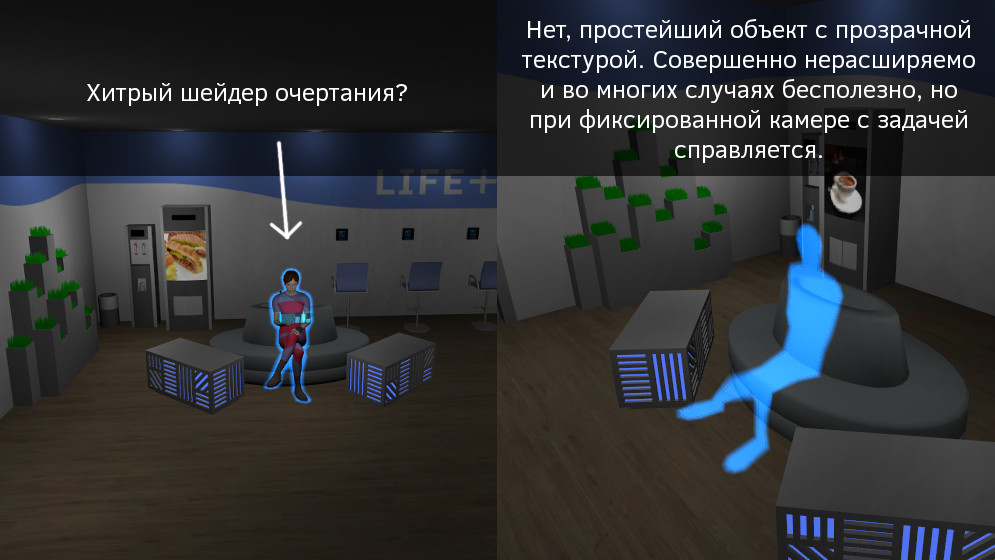 Хитрый шейдер очертания?
LIFE+
Нет, простейший объект с прозрачной
текстурой. Совершенно нерасширяемо
и во многих случаях бесполезно, но
при фиксированной камере с задачей
справляется.